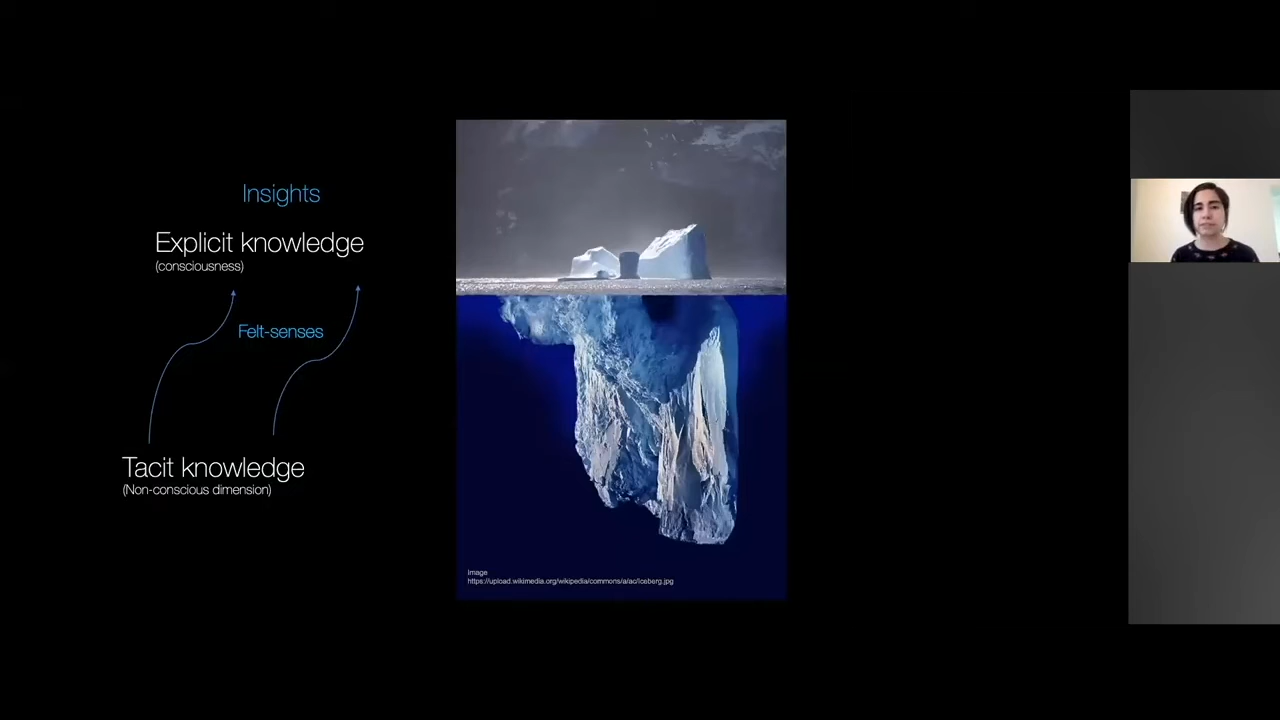 Insights
Explicit knowledge
(consciousness)
Felt-senses
Tacit knowledge
(Non-conscious dimension)
Image
https://upload.wikimedia.org/wikipedia/commons/a/ac/Iceberg.jpg